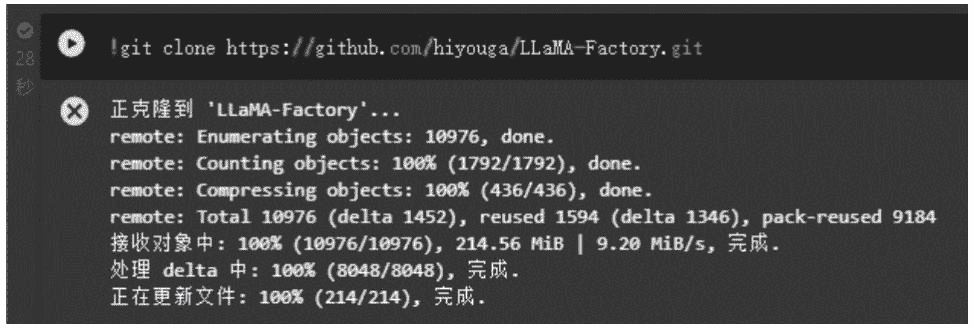 !git clone https://github.com/hiyouga/LLaMA-Factory.git
28
秒
正克隆到 'LLaMA-Factory'...
remote: Enumerating objects: 10976, done.
remote: Counting objects: 100% (1792/1792), done.
remote: Compressing objects: 100% (436/436), done.
remote: Total 10976 (delta 1452), reused 1594 (delta 1346), pack-reused 9184
接收对象中: 100% (10976/10976), 214.56 MiB | 9.20 MiB/s, 完成.
处理 delta 中: 100% (8048/8048), 完成.
正在更新文件: 100% (214/214), 完成.